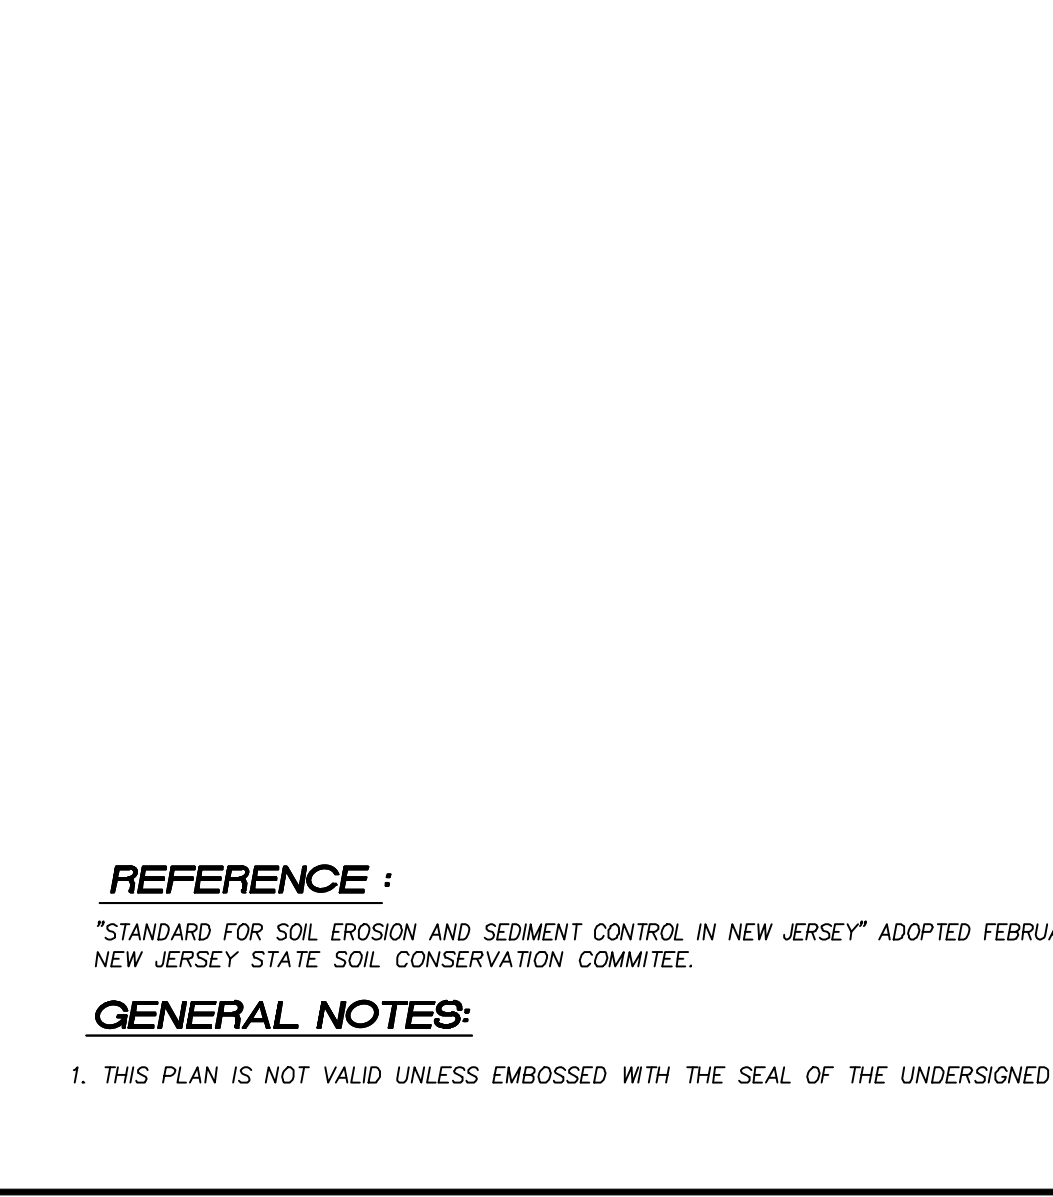 REFERENCE :
"STANDARD FOR SOIL EROSION AND SEDIMENT CONTROL IN NEW JERSEY" ADOPTED
NEW JERSEY STATE SOIL CONSERVATION COMMITEE.
GENERAL NOTES:
1. THIS PLAN IS NOT VALID UNLESS EMBOSSED WITH THE SEAL OF THE UNDERSIGNED